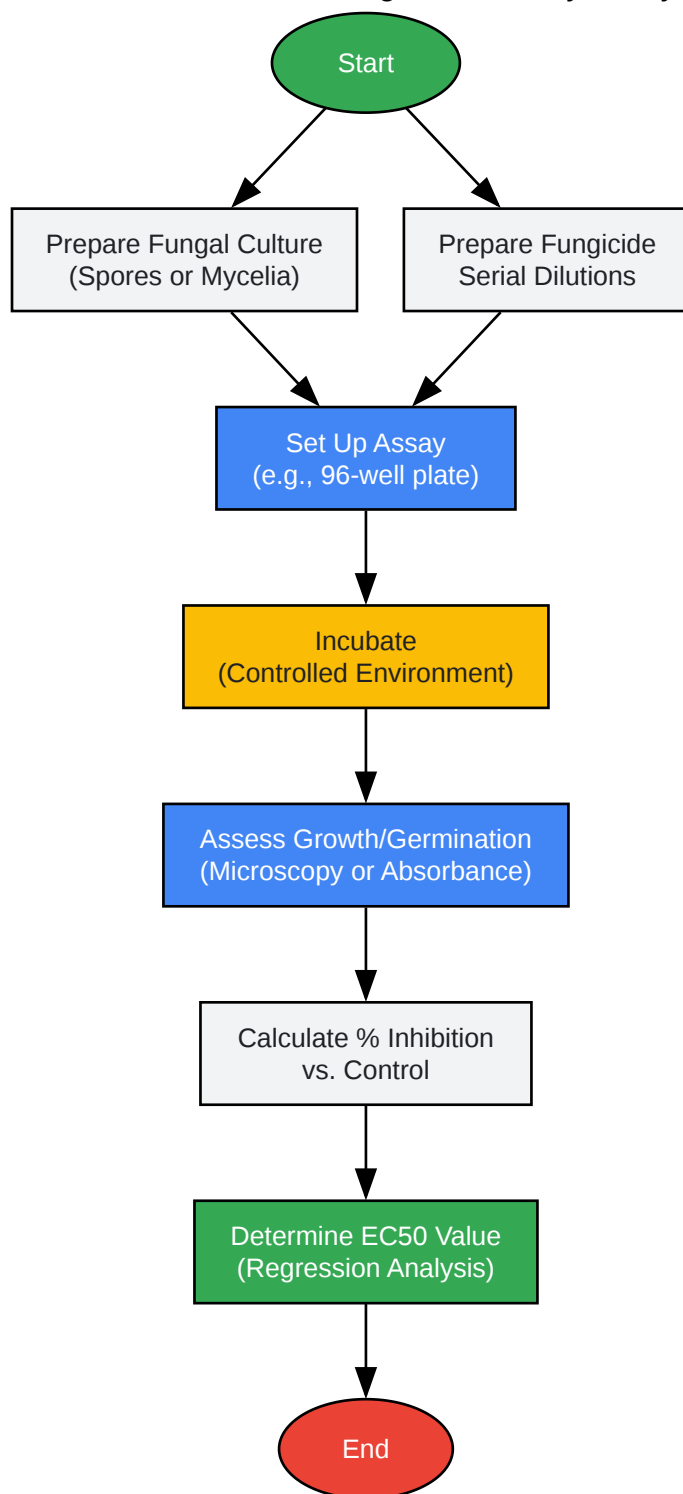 Start
Prepare Fungal Culture
(Spores or Mycelia)
Prepare Fungicide
Serial Dilutions
Set Up Assay
(e.g., 96-well plate)
Incubate
(Controlled Environment)
Assess Growth/Germination
(Microscopy or Absorbance)
Calculate % Inhibition
vs. Control
Determine EC50 Value
(Regression Analysis)
End